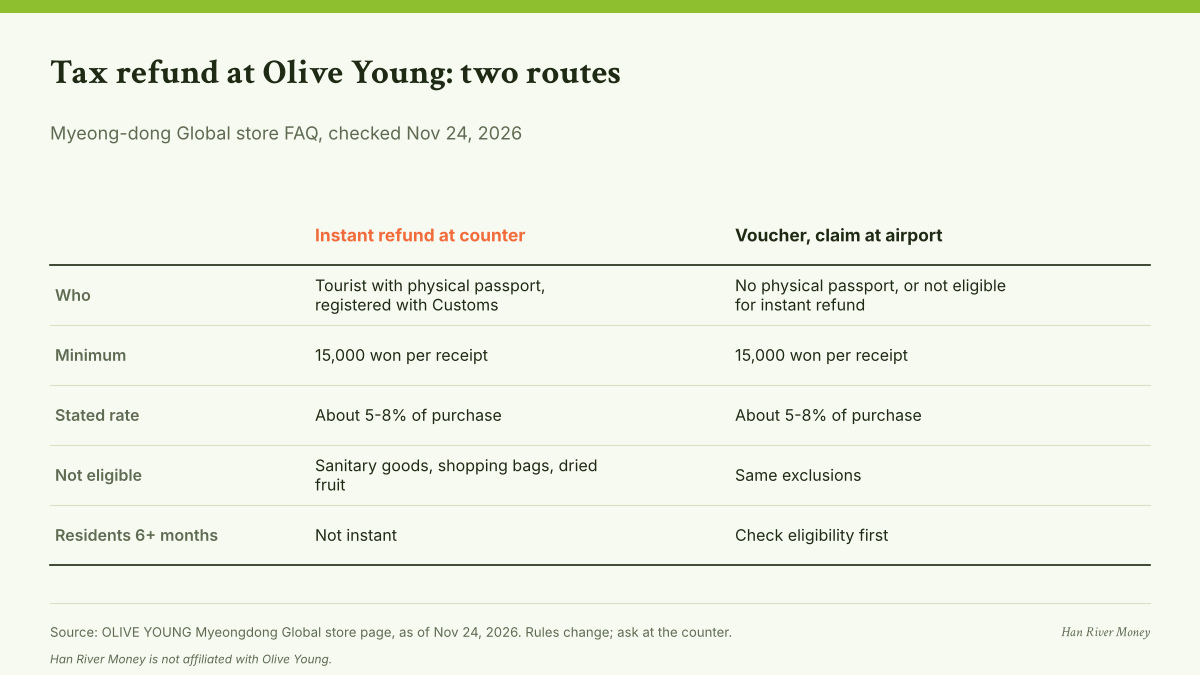 Tax refund at Olive Young: two routes
Myeong-dong Global store FAQ, checked Nov 24, 2026
Instant refund at counter
Voucher, claim at airport
Who
Tourist with physical passport,
registered with Customs
No physical passport, or not eligible
for instant refund
Minimum
15,000 won per receipt
15,000 won per receipt
Stated rate
About 5-8% of purchase
About 5-8% of purchase
Not eligible
Sanitary goods, shopping bags, dried
fruit
Same exclusions
Residents 6+ months
Not instant
Check eligibility first
Source: OLIVE YOUNG Myeongdong Global store page, as of Nov 24, 2026. Rules change; ask at the counter.
Han River Money
Han River Money is not affiliated with Olive Young.